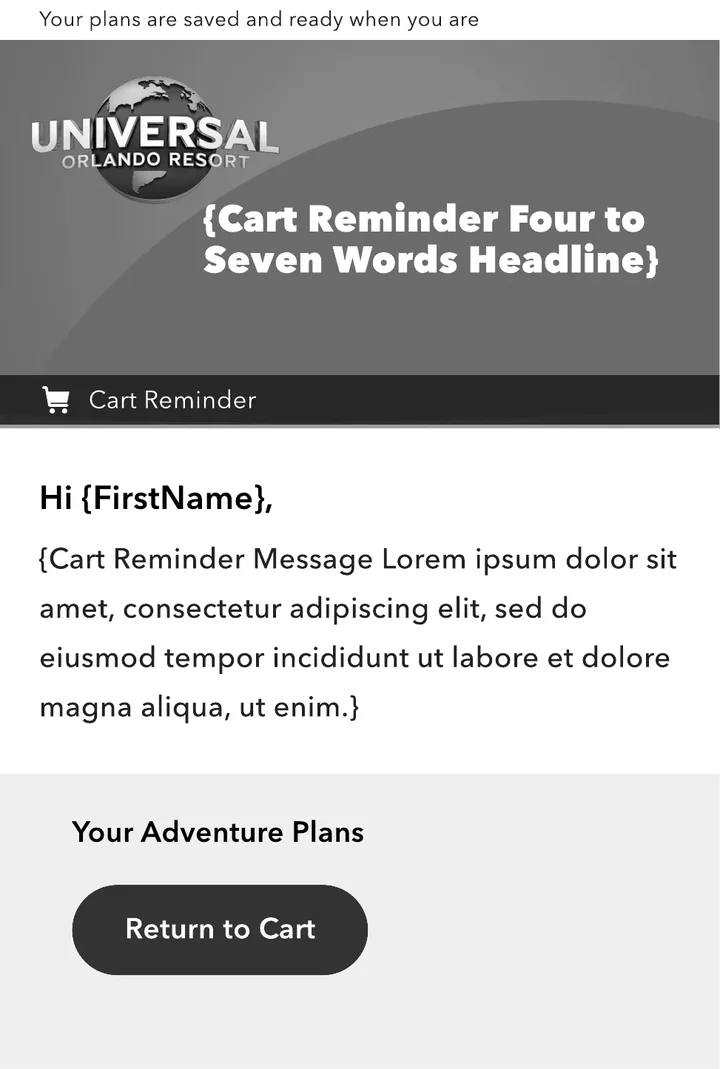 Your plans are saved and ready when you are
UNIVERSAL
ORLANDO RESORT
{Cart Reminder Four to
Seven Words Headline}
Cart Reminder
Hi {FirstName},
{Cart Reminder Message Lorem ipsum dolor sit
amet, consectetur adipiscing elit, sed do
eiusmod tempor incididunt ut labore et dolore
magna aliqua, ut enim.}
Your Adventure Plans
Return to Cart